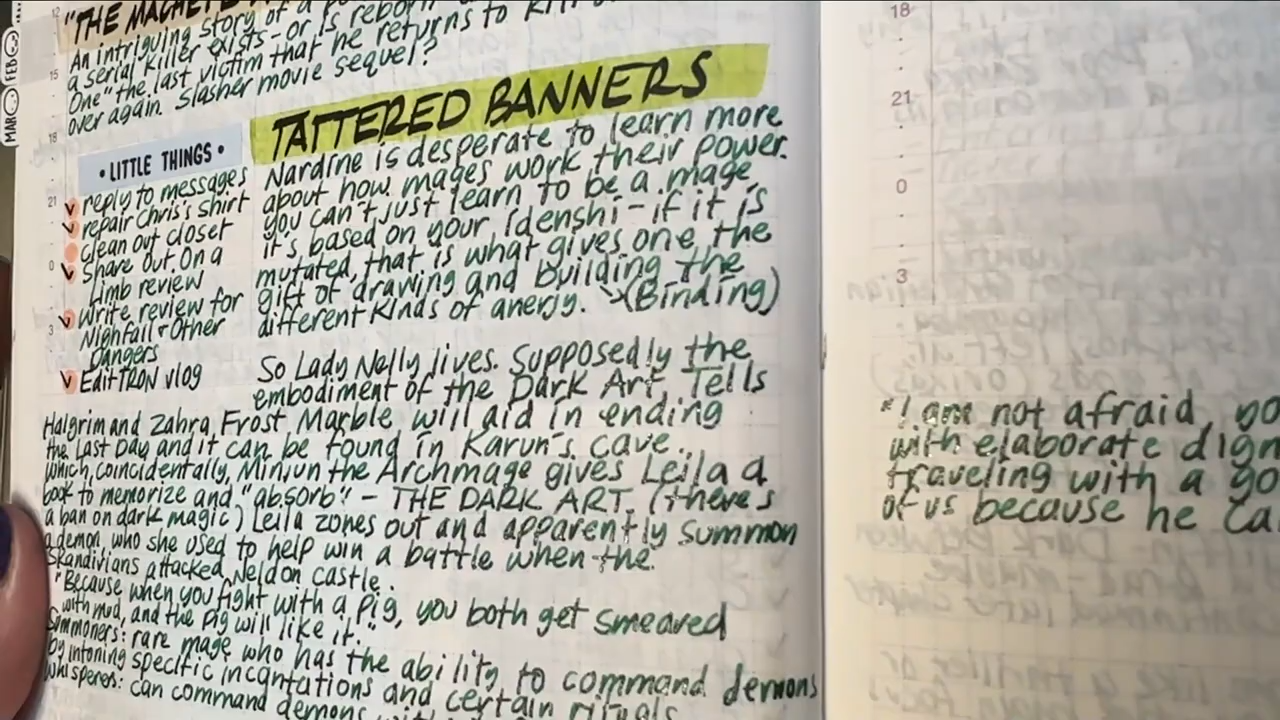 "THE MACHETE
An intriguing story of a
a serial killer exists - or is reborn
One" the last victim that he returns to kill
over again. Slasher movie sequel?
TATTERED BANNERS
Nardine is desperate to learn more
about how mages work their power.
you can't just learn to be a mage,
it's based on your Idenshi - if it is
mutated, that is what gives one the
gift of drawing and building the
different kinds of anerjy. (Binding)
So Lady Nelly lives. Supposedly the
embodiment of the Dark Art. Tells
• LITTLE THINGS •
reply to messages
repair Chris's shirt
clean out closet
Share Out On a
Limb review
Write review for
Nighfall & Other
Dangers
Edit TRON vlog
Halgrim and Zahra, Frost Marble will aid in ending
the Last Day and it can be found in Karun's cave..
which, coincidentally, Minjun the Archmage gives Leila a
book to memorize and "absorb" - THE DARK ART. (there's
a ban on dark magic) Leila zones out and apparently summon
a demon who she used to help win a battle when the
Skandivians attacked Neldon castle.
"Because when you fight with a pig, you both get smeared
with mud, and the pig will like it."
Summoners: rare mage who has the ability to command demons
by intoning specific incantations and certain rituals
whisperers: can command demons
MAR
FEB
12
15
18
21
0
3
18
21
0
3
"I am not afraid, yo
with elaborate dign
traveling with a go
of us because he ca